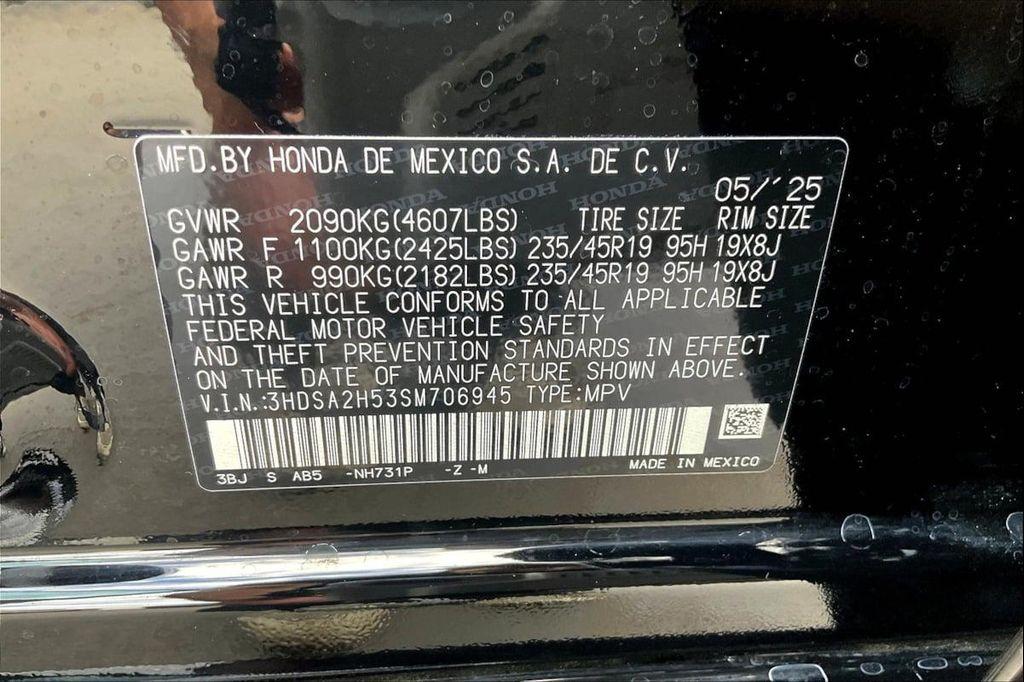 MFD.BY HONDA DE MEXICO S.A. DE C.V.
05/'25
GVWR 2090KG(4607LBS) TIRE SIZE RIM SIZE
GAWR F 1100KG(2425LBS) 235/45R19 95H 19X8J
GAWR R 990KG(2182LBS) 235/45R19 95H 19X8J
THIS VEHICLE CONFORMS TO ALL APPLICABLE
FEDERAL MOTOR VEHICLE SAFETY
AND THEFT PREVENTION STANDARDS IN EFFECT
ON THE DATE OF MANUFACTURE SHOWN ABOVE.
V.I.N.:3HDSA2H53SM706945 TYPE:MPV
3BJ S AB5 -NH731P -Z -M MADE IN MEXICO